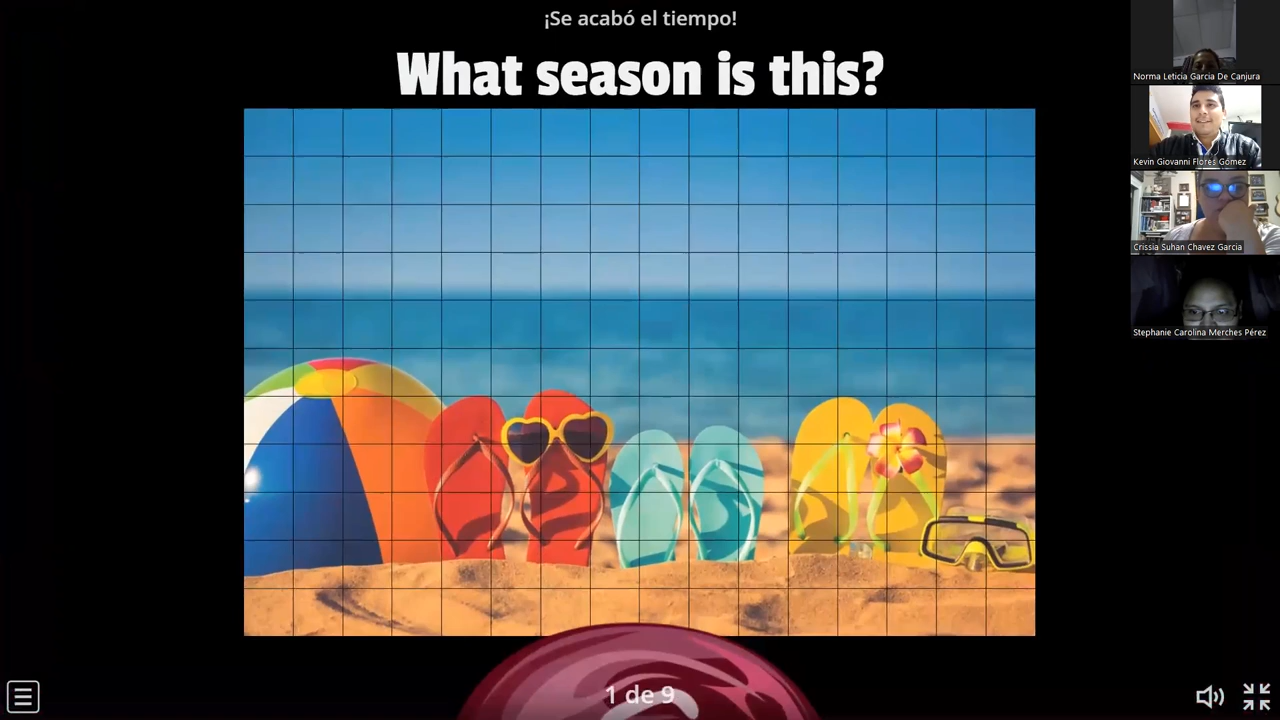 ¡Se acabó el tiempo!
What season is this?
Norma Leticia Garcia De Canjura
Kevin Giovanni Flores Gómez
Crissia Suhan Chavez Garcia
Stephanie Carolina Merches Pérez
1 de 9